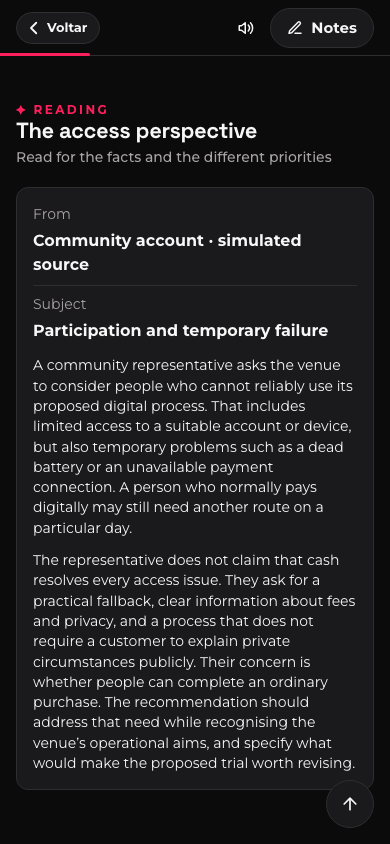 Voltar
Notes
READING
The access perspective
Read for the facts and the different priorities
From
Community account · simulated
source
Subject
Participation and temporary failure
A community representative asks the venue
to consider people who cannot reliably use its
proposed digital process. That includes
limited access to a suitable account or device,
but also temporary problems such as a dead
battery or an unavailable payment
connection. A person who normally pays
digitally may still need another route on a
particular day.
The representative does not claim that cash
resolves every access issue. They ask for a
practical fallback, clear information about fees
and privacy, and a process that does not
require a customer to explain private
circumstances publicly. Their concern is
whether people can complete an ordinary
purchase. The recommendation should
address that need while recognising the
venue’s operational aims, and specify what
would make the proposed trial worth revising.